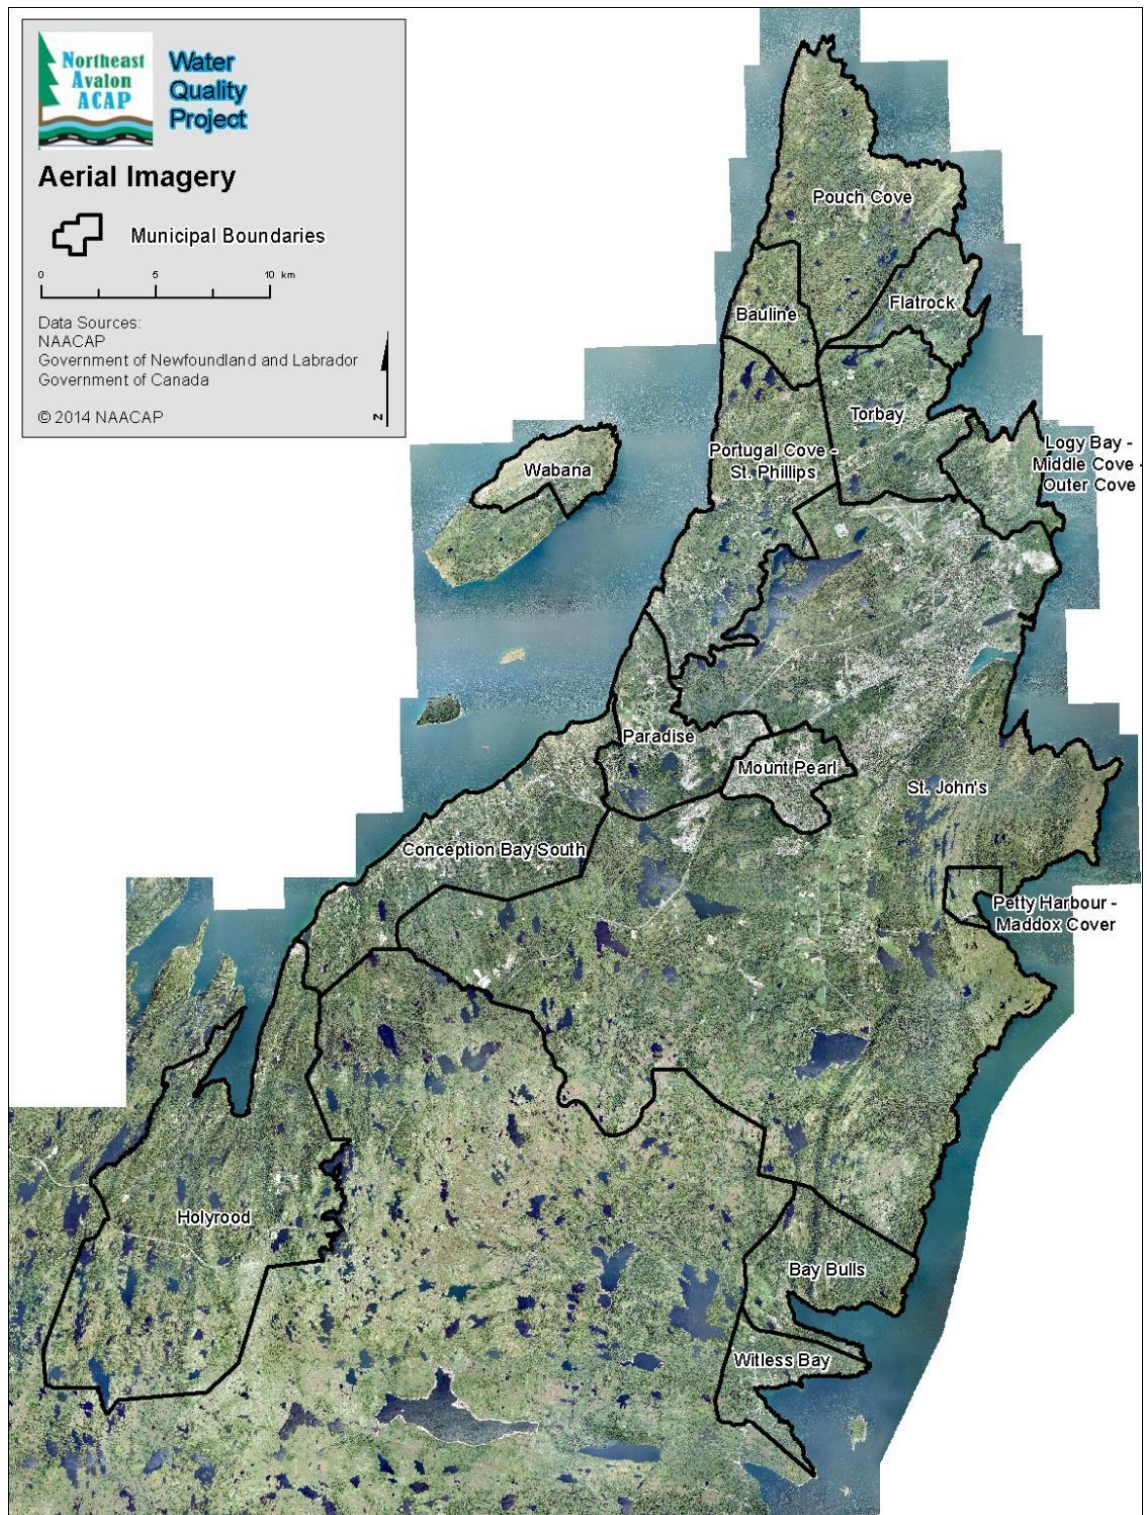 Northeast
Avalon
ACAP
Water
Quality
Project
Aerial Imagery
Municipal Boundaries
0 5 10 km
Data Sources:
NAACAP
Government of Newfoundland and Labrador
Government of Canada
© 2014 NAACAP
N
Pouch Cove
Bauline
Flatrock
Torbay
Portugal Cove -
St. Phillips
Logy Bay -
Middle Cove -
Outer Cove
Wabana
Paradise
Mount Pearl
St. John's
Conception Bay South
Petty Harbour -
Maddox Cover
Holyrood
Bay Bulls
Witless Bay